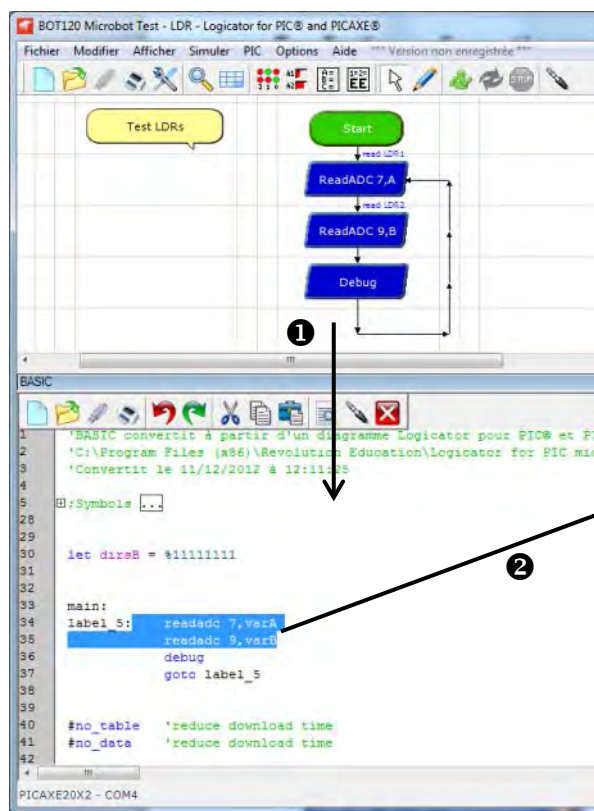 BOT120 Microbot Test - LDR - Logicator for PIC® and PICAXE®
Fichier Modifier Afficher Simuler PIC Options Aide *** Version non enregistrée ***
Test LDRs
Start
read LDR1
ReadADC 7,A
read LDR2
ReadADC 9,B
Debug
❶
BASIC
1 'BASIC convertit à partir d'un diagramme Logicator pour PIC® et P
2 'C:\Program Files (x86)\Revolution Education\Logicator for PIC mic
3 'Convertit le 11/12/2012 à 12:11:25
4
5 ;Symbols ...
28
29
30 let dirsB = %11111111
31
32
❷
33 main:
34 label_5: readadc 7,varA
35 readadc 9,varB
36 debug
37 goto label_5
38
39
40 #no_table 'reduce download time
41 #no_data 'reduce download time
42
PICAXE20X2 - COM4